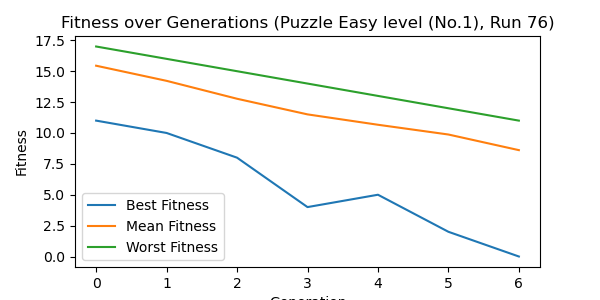 Fitness over Generations (Puzzle Easy level (No.1), Run 76)
17.5
15.0
12.5
10.0
7.5
5.0
2.5
0.0
Fitness
Best Fitness
Mean Fitness
Worst Fitness
0 1 2 3 4 5 6
Generation